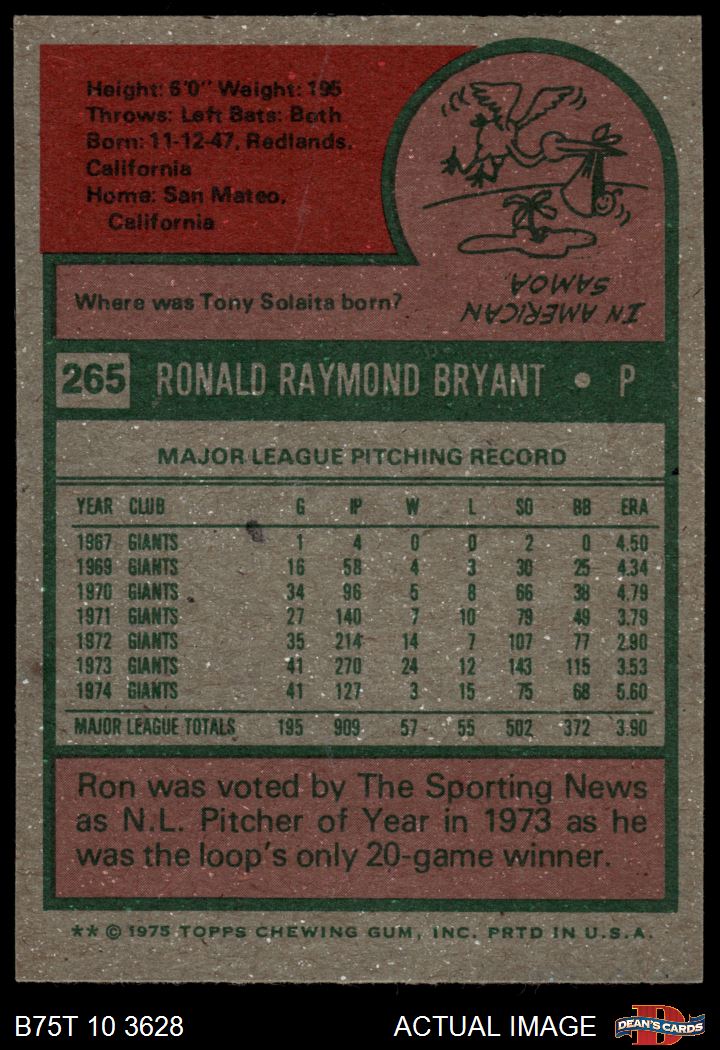 Height: 6'0" Weight: 195
Throws: Left Bats: Both
Born: 11-12-47, Redlands,
California
Home: San Mateo,
California
Where was Tony Solaita born?
IN AMERICAN
SAMOA.
265 RONALD RAYMOND BRYANT • P
MAJOR LEAGUE PITCHING RECORD
YEAR CLUB G IP W L SO BB ERA
1967 GIANTS 1 4 0 0 2 0 4.50
1969 GIANTS 16 58 4 3 30 25 4.34
1970 GIANTS 34 96 5 8 66 38 4.79
1971 GIANTS 27 140 7 10 79 49 3.79
1972 GIANTS 35 214 14 7 107 77 2.90
1973 GIANTS 41 270 24 12 143 115 3.53
1974 GIANTS 41 127 3 15 75 68 5.60
MAJOR LEAGUE TOTALS 195 909 57 55 502 372 3.90
Ron was voted by The Sporting News
as N.L. Pitcher of Year in 1973 as he
was the loop's only 20-game winner.
** © 1975 TOPPS CHEWING GUM, INC. PRTD IN U.S.A.
B75T 10 3628 ACTUAL IMAGE DEAN'S CARDS